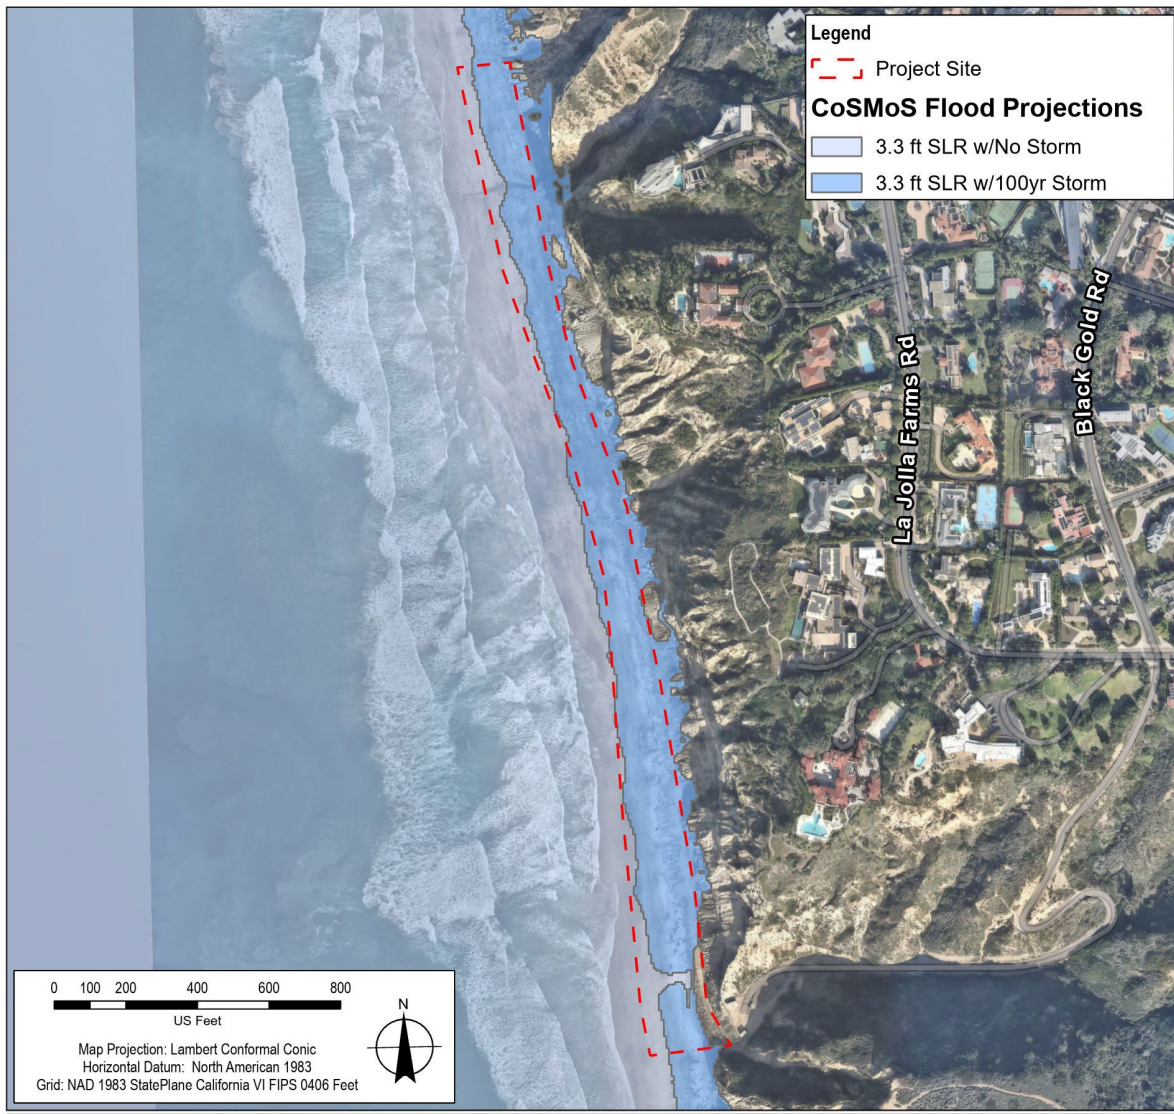 Legend
Project Site
CoSMoS Flood Projections
3.3 ft SLR w/No Storm
3.3 ft SLR w/100yr Storm
La Jolla Farms Rd
Black Gold Rd
0 100 200 400 600 800
US Feet
N
Map Projection: Lambert Conformal Conic
Horizontal Datum: North American 1983
Grid: NAD 1983 StatePlane California VI FIPS 0406 Feet